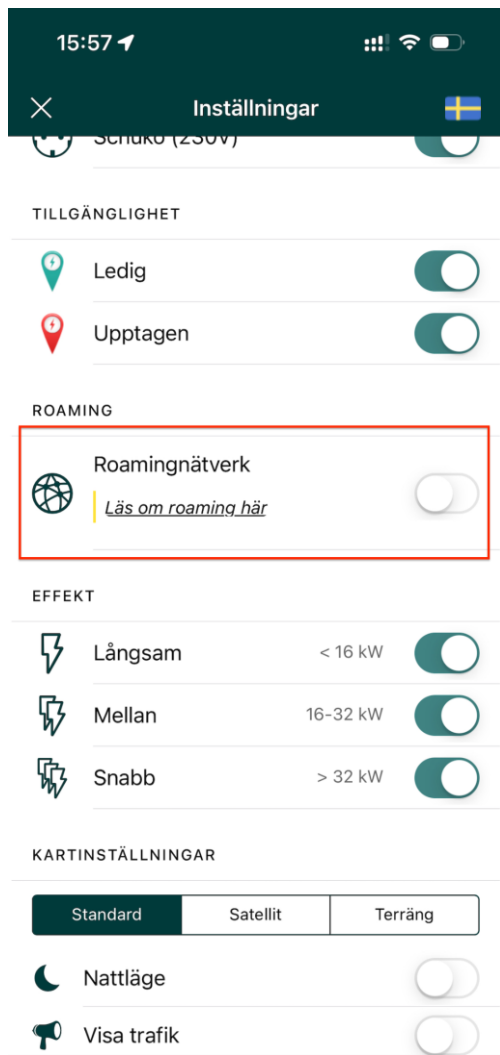 15:57
Inställningar
Schuko (230V)
TILLGÄNGLIGHET
Ledig
Upptagen
ROAMING
Roamingnätverk
Läs om roaming här
EFFEKT
Långsam < 16 kW
Mellan 16-32 kW
Snabb > 32 kW
KARTINSTÄLLNINGAR
Standard Satellit Terräng
Nattläge
Visa trafik